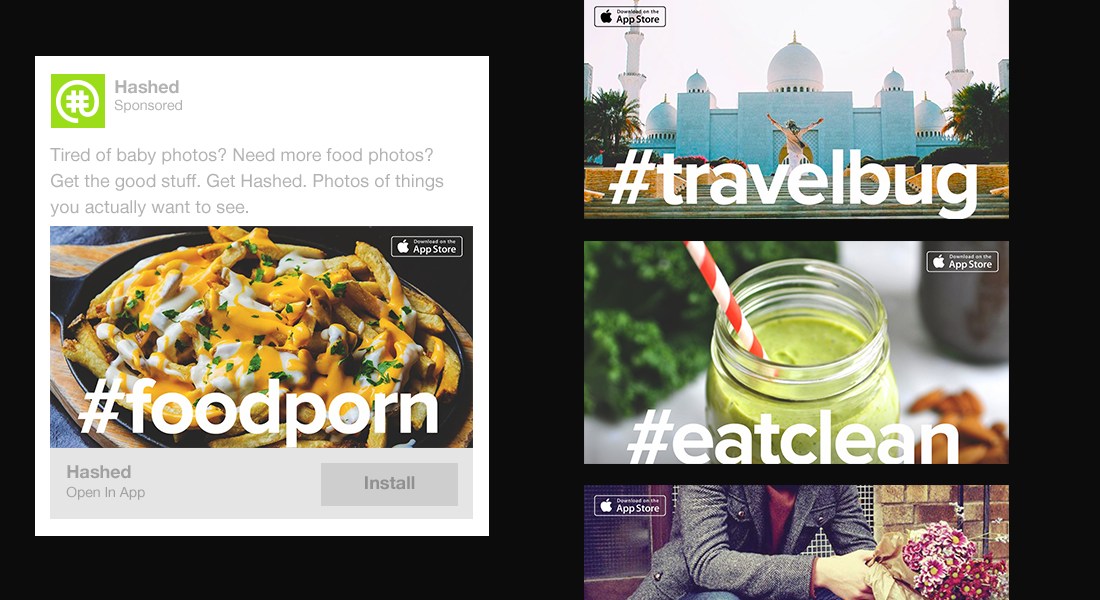 Hashed
Sponsored
Tired of baby photos? Need more food photos?
Get the good stuff. Get Hashed. Photos of things
you actually want to see.
Download on the
App Store
#foodporn
Hashed
Open In App
Install
Download on the
App Store
#travelbug
Download on the
App Store
#eatclean
Download on the
App Store